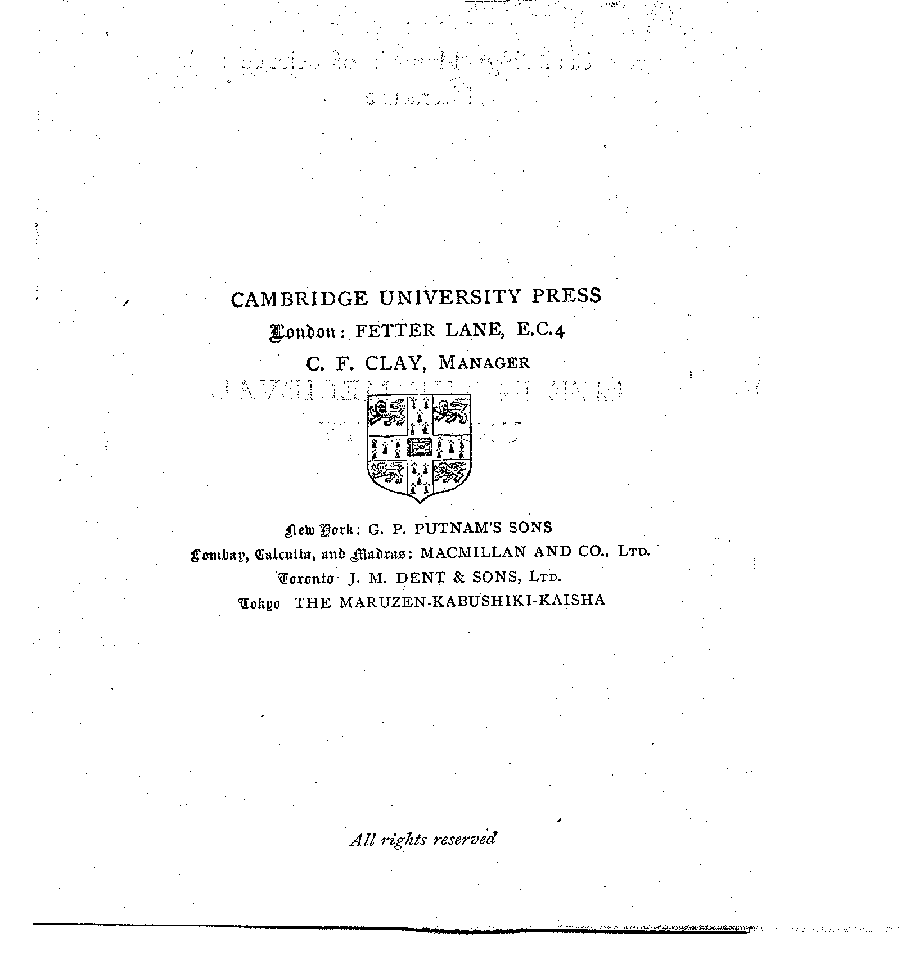 CAMBRIDGE UNIVERSITY PRESS
London: FETTER LANE, E.C.4
C. F. CLAY, MANAGER
New York: G. P. PUTNAM'S SONS
Bombay, Calcutta, and Madras: MACMILLAN AND CO., LTD.
Toronto J. M. DENT & SONS, LTD.
Tokyo THE MARUZEN-KABUSHIKI-KAISHA
All rights reserved